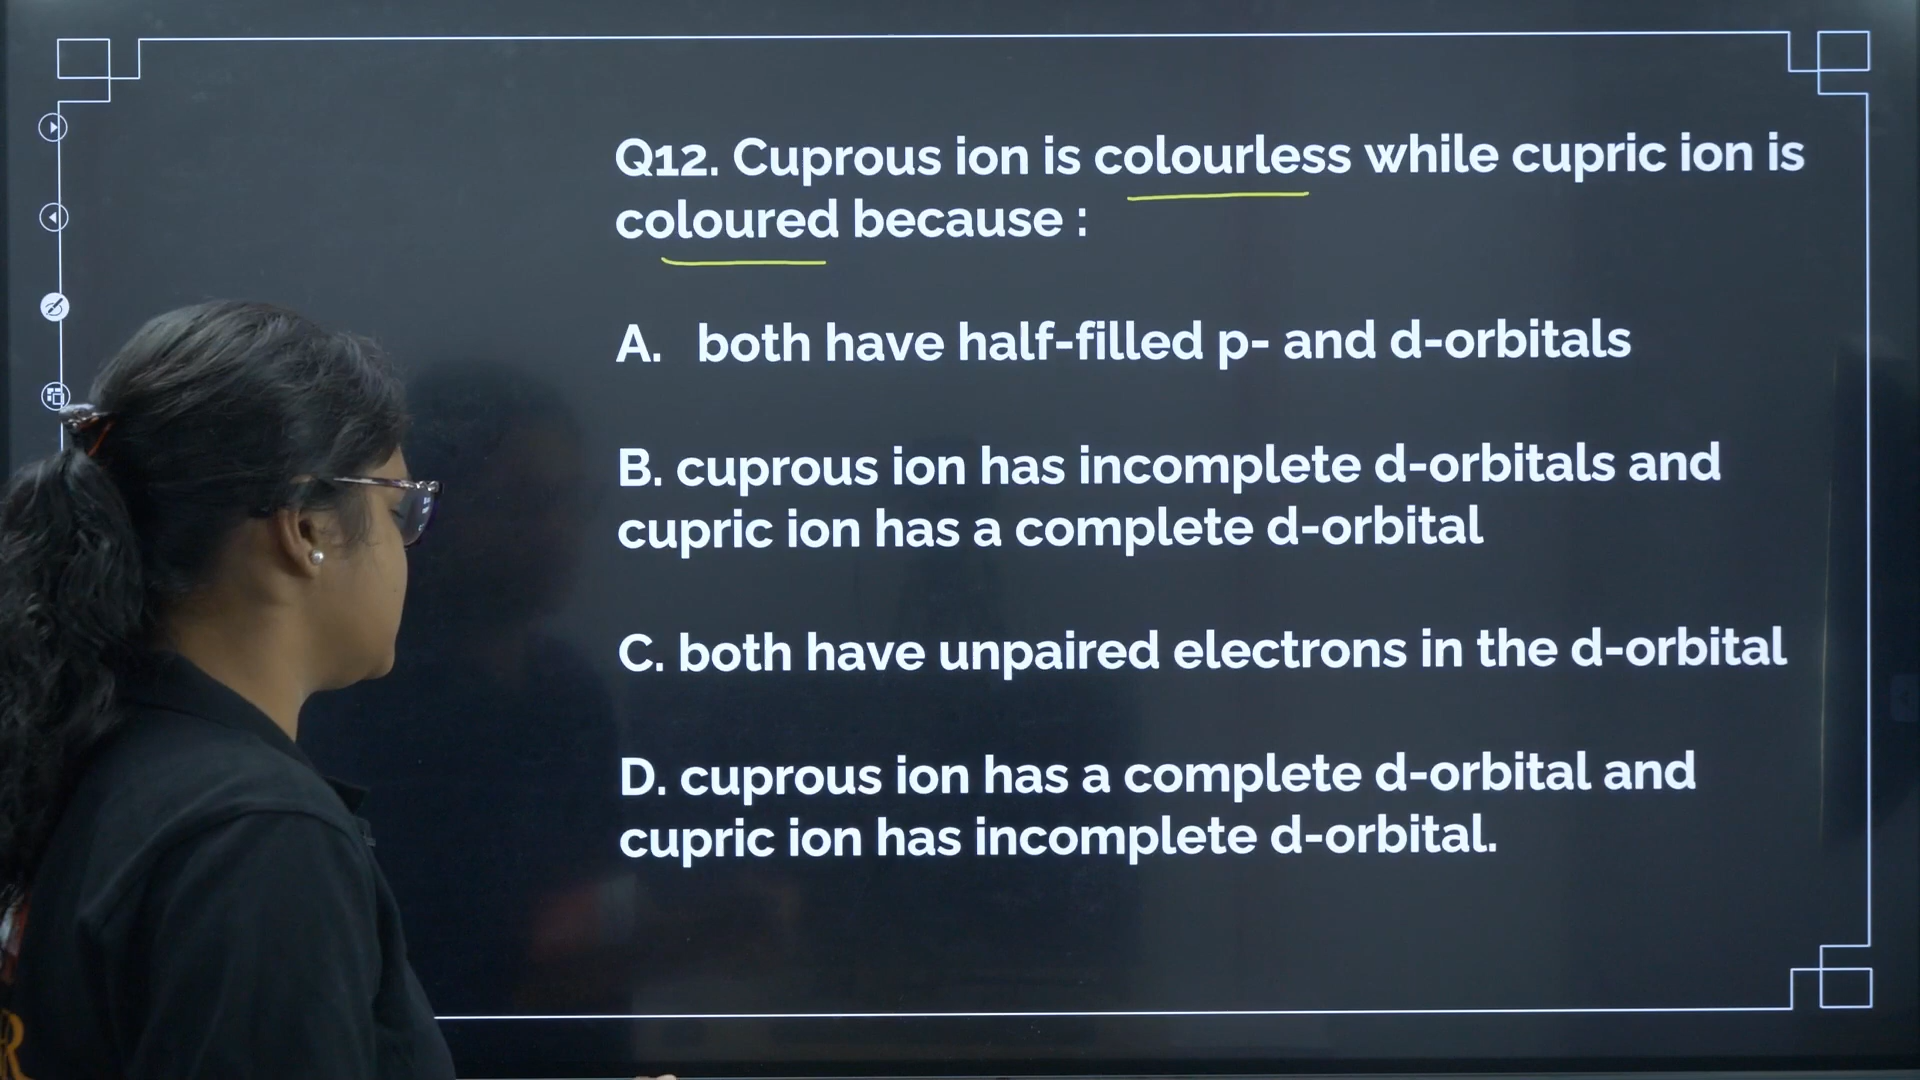 Q12. Cuprous ion is colourless while cupric ion is
coloured because :
A. both have half-filled p- and d-orbitals
B. cuprous ion has incomplete d-orbitals and
cupric ion has a complete d-orbital
C. both have unpaired electrons in the d-orbital
D. cuprous ion has a complete d-orbital and
cupric ion has incomplete d-orbital.